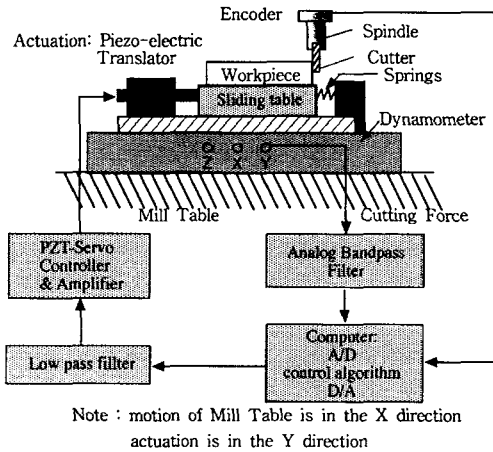 Encoder
Spindle
Actuation: Piezo-electric
Translator
Cutter
Workpiece
Springs
Sliding table
Dynamometer
Z X Y
Mill Table
Cutting Force
PZT-Servo
Controller
& Amplifier
Analog Bandpass
Filter
Computer:
A/D
control algorithm
D/A
Low pass fillter
Note : motion of Mill Table is in the X direction
actuation is in the Y direction